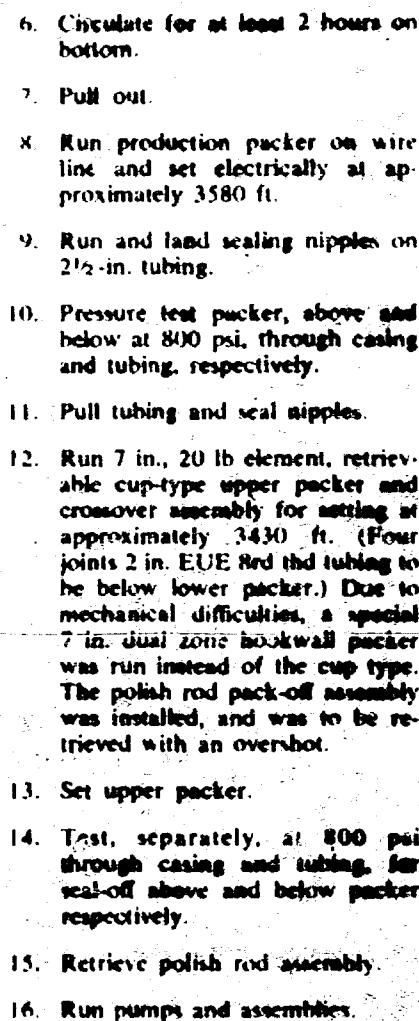 6. Circulate for at least 2 hours on
bottom.
7. Pull out.
8. Run production packer on wire
line and set electrically at ap-
proximately 3580 ft.
9. Run and land sealing nipples on
2½-in. tubing.
10. Pressure test packer, above and
below at 800 psi, through casing
and tubing, respectively.
11. Pull tubing and seal nipples.
12. Run 7 in., 20 lb element, retriev-
able cup-type upper packer and
crossover assembly for setting at
approximately 3430 ft. (Four
joints 2 in. EUE 8rd thd tubing to
be below lower packer.) Due to
mechanical difficulties, a special
7 in. dual zone hookwall packer
was run instead of the cup type.
The polish rod pack-off assembly
was installed, and was to be re-
trieved with an overshot.
13. Set upper packer.
14. Test, separately, at 800 psi
through casing and tubing, for
seal-off above and below packer
respectively.
15. Retrieve polish rod assembly.
16. Run pumps and assemblies.